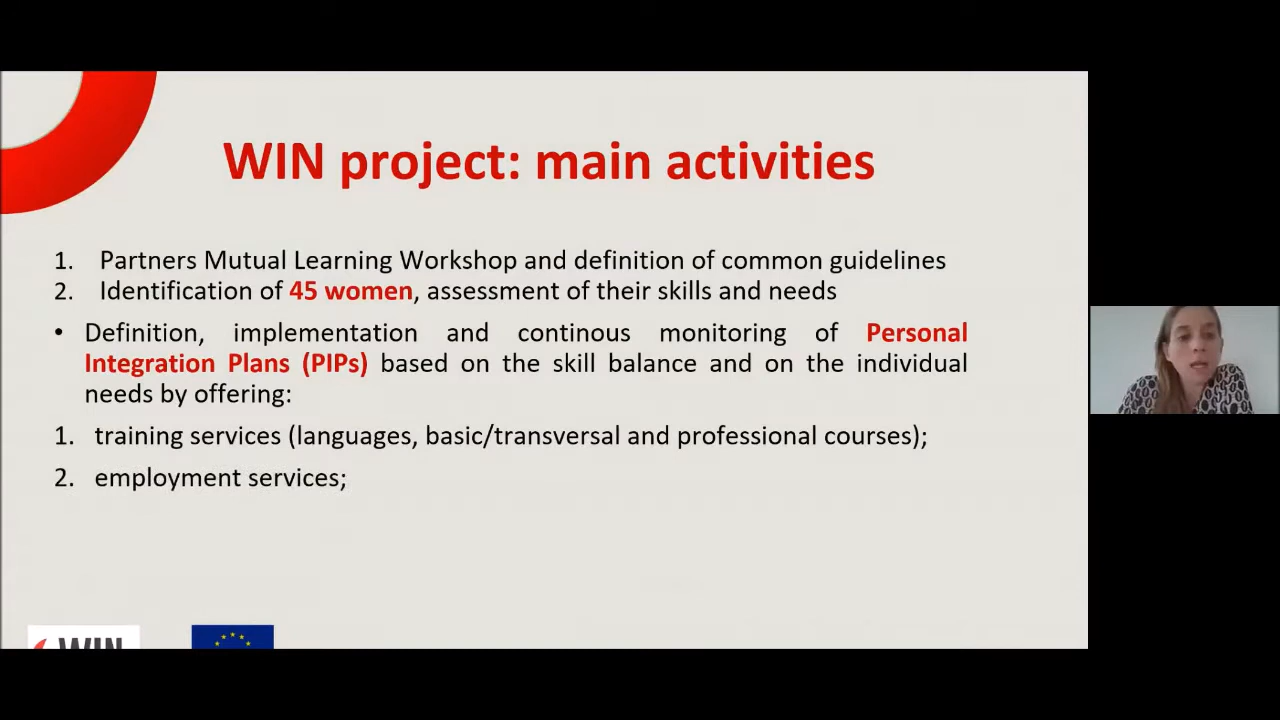 WIN project: main activities
1. Partners Mutual Learning Workshop and definition of common guidelines
2. Identification of 45 women, assessment of their skills and needs
• Definition, implementation and continous monitoring of Personal
Integration Plans (PIPs) based on the skill balance and on the individual
needs by offering:
1. training services (languages, basic/transversal and professional courses);
2. employment services;
WIN